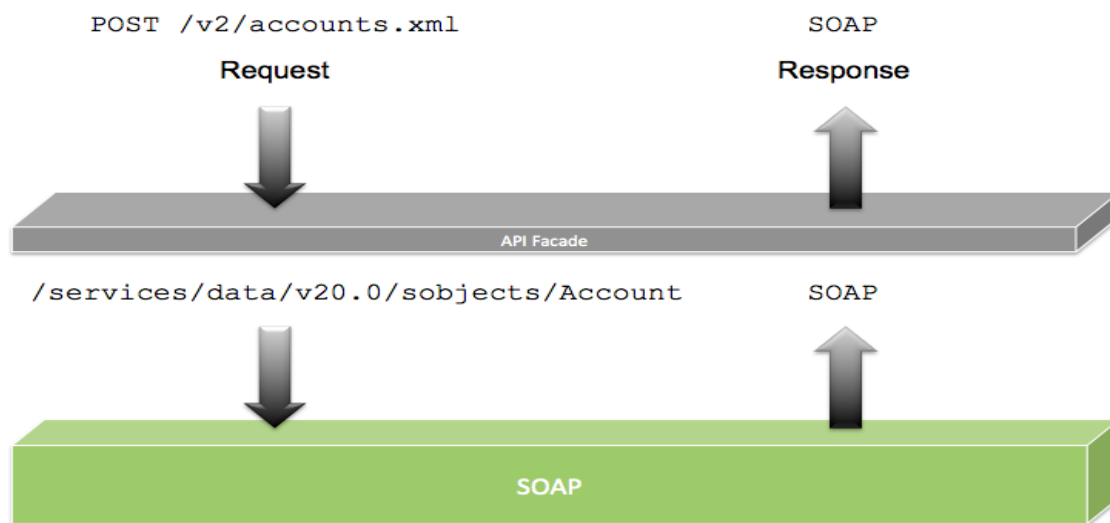 POST /v2/accounts.xml
SOAP
Request
Response
API Facade
/services/data/v20.0/sobjects/Account
SOAP
SOAP